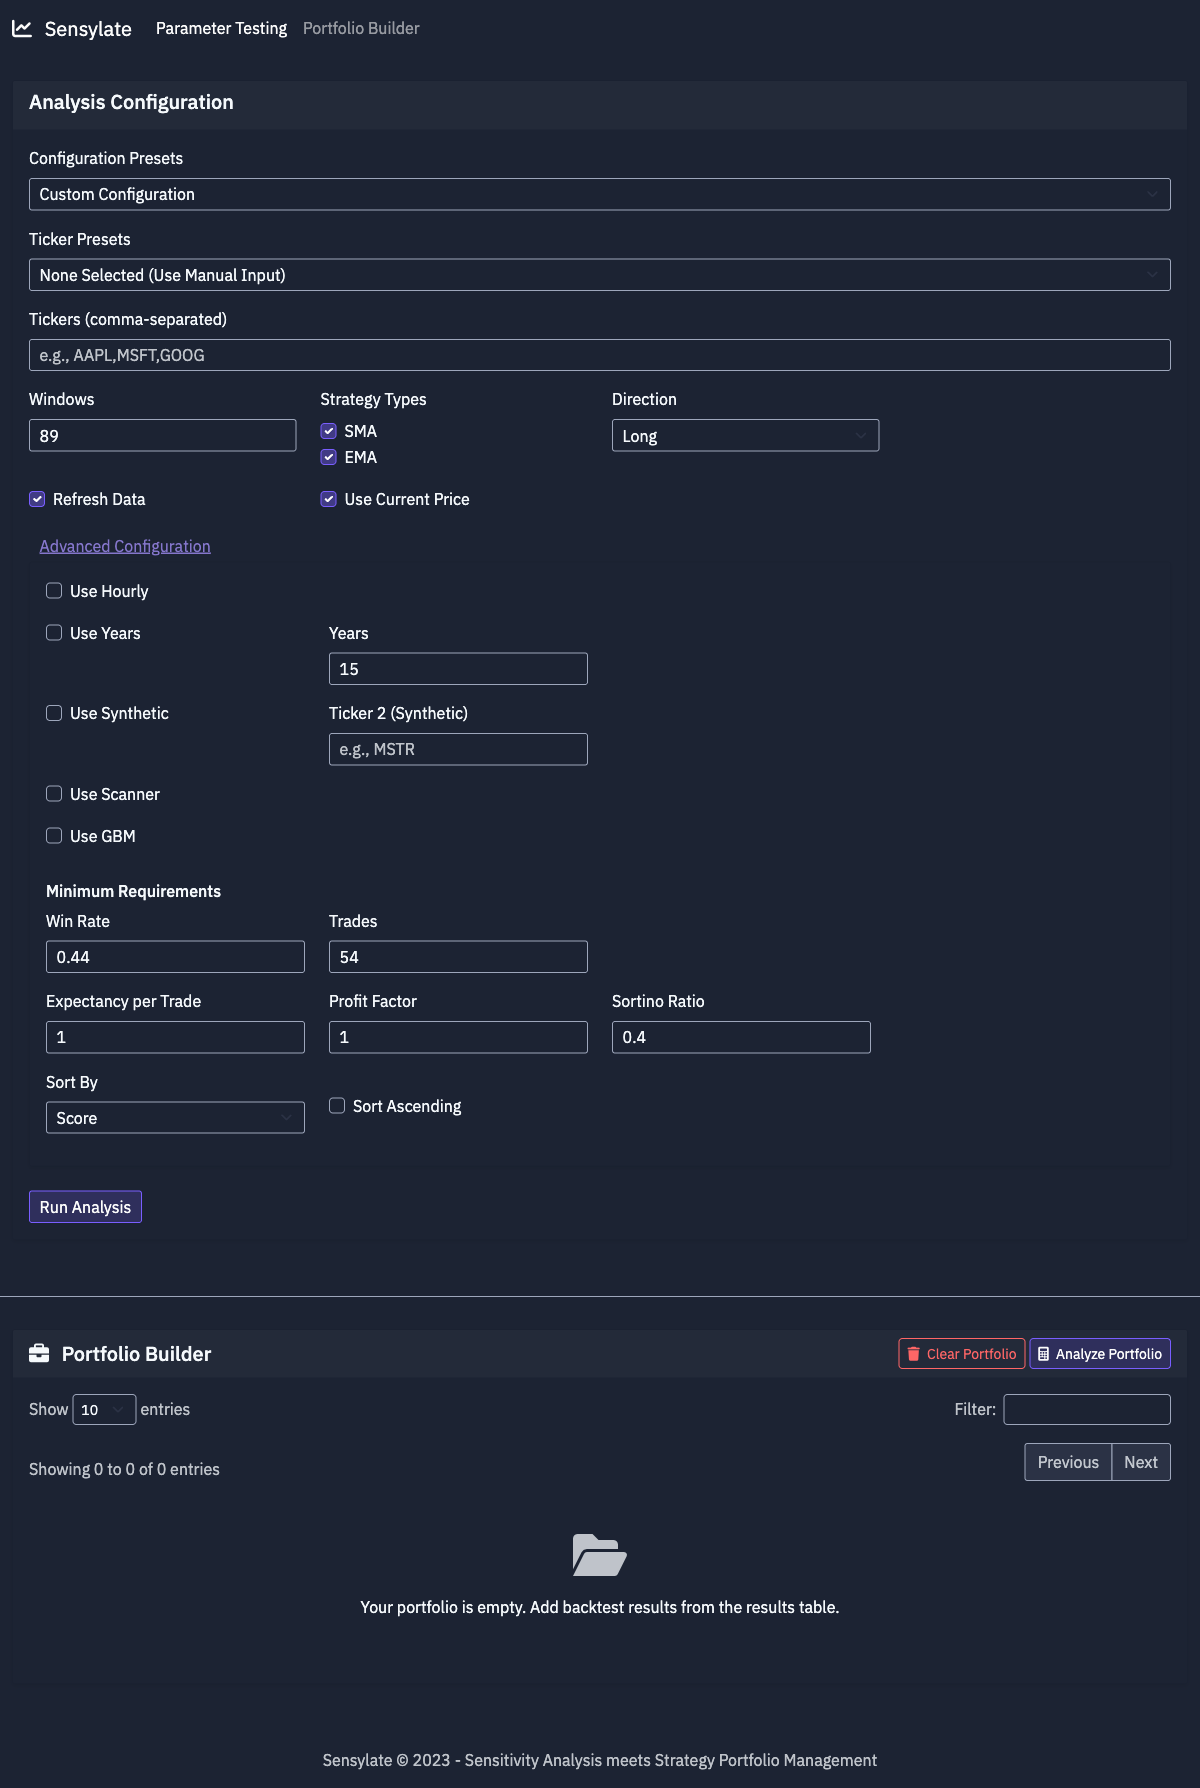 Sensylate Parameter Testing Portfolio Builder
Analysis Configuration
Configuration Presets
Custom Configuration
Ticker Presets
None Selected (Use Manual Input)
Tickers (comma-separated)
e.g., AAPL,MSFT,GOOG
Windows Strategy Types Direction
89 SMA Long
EMA
Refresh Data Use Current Price
Advanced Configuration
Use Hourly
Use Years Years
15
Use Synthetic Ticker 2 (Synthetic)
e.g., MSTR
Use Scanner
Use GBM
Minimum Requirements
Win Rate Trades
0.44 54
Expectancy per Trade Profit Factor Sortino Ratio
1 1 0.4
Sort By
Score Sort Ascending
Run Analysis
Portfolio Builder Clear Portfolio Analyze Portfolio
Show 10 entries Filter:
Showing 0 to 0 of 0 entries Previous Next
Your portfolio is empty. Add backtest results from the results table.
Sensylate © 2023 - Sensitivity Analysis meets Strategy Portfolio Management